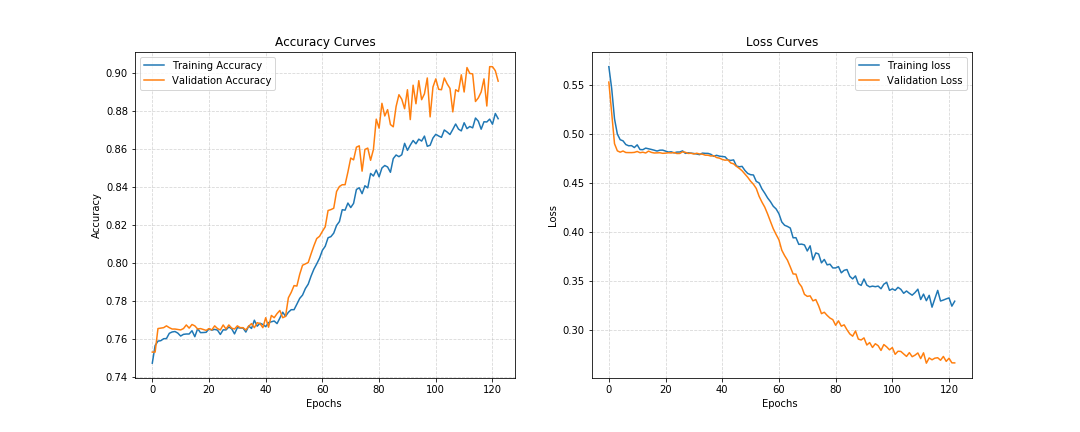 Accuracy Curves
Training Accuracy
Validation Accuracy
0.90
0.88
0.86
0.84
0.82
0.80
0.78
0.76
0.74
Accuracy
0 20 40 60 80 100 120
Epochs
Loss Curves
Training loss
Validation Loss
0.55
0.50
0.45
0.40
0.35
0.30
Loss
0 20 40 60 80 100 120
Epochs